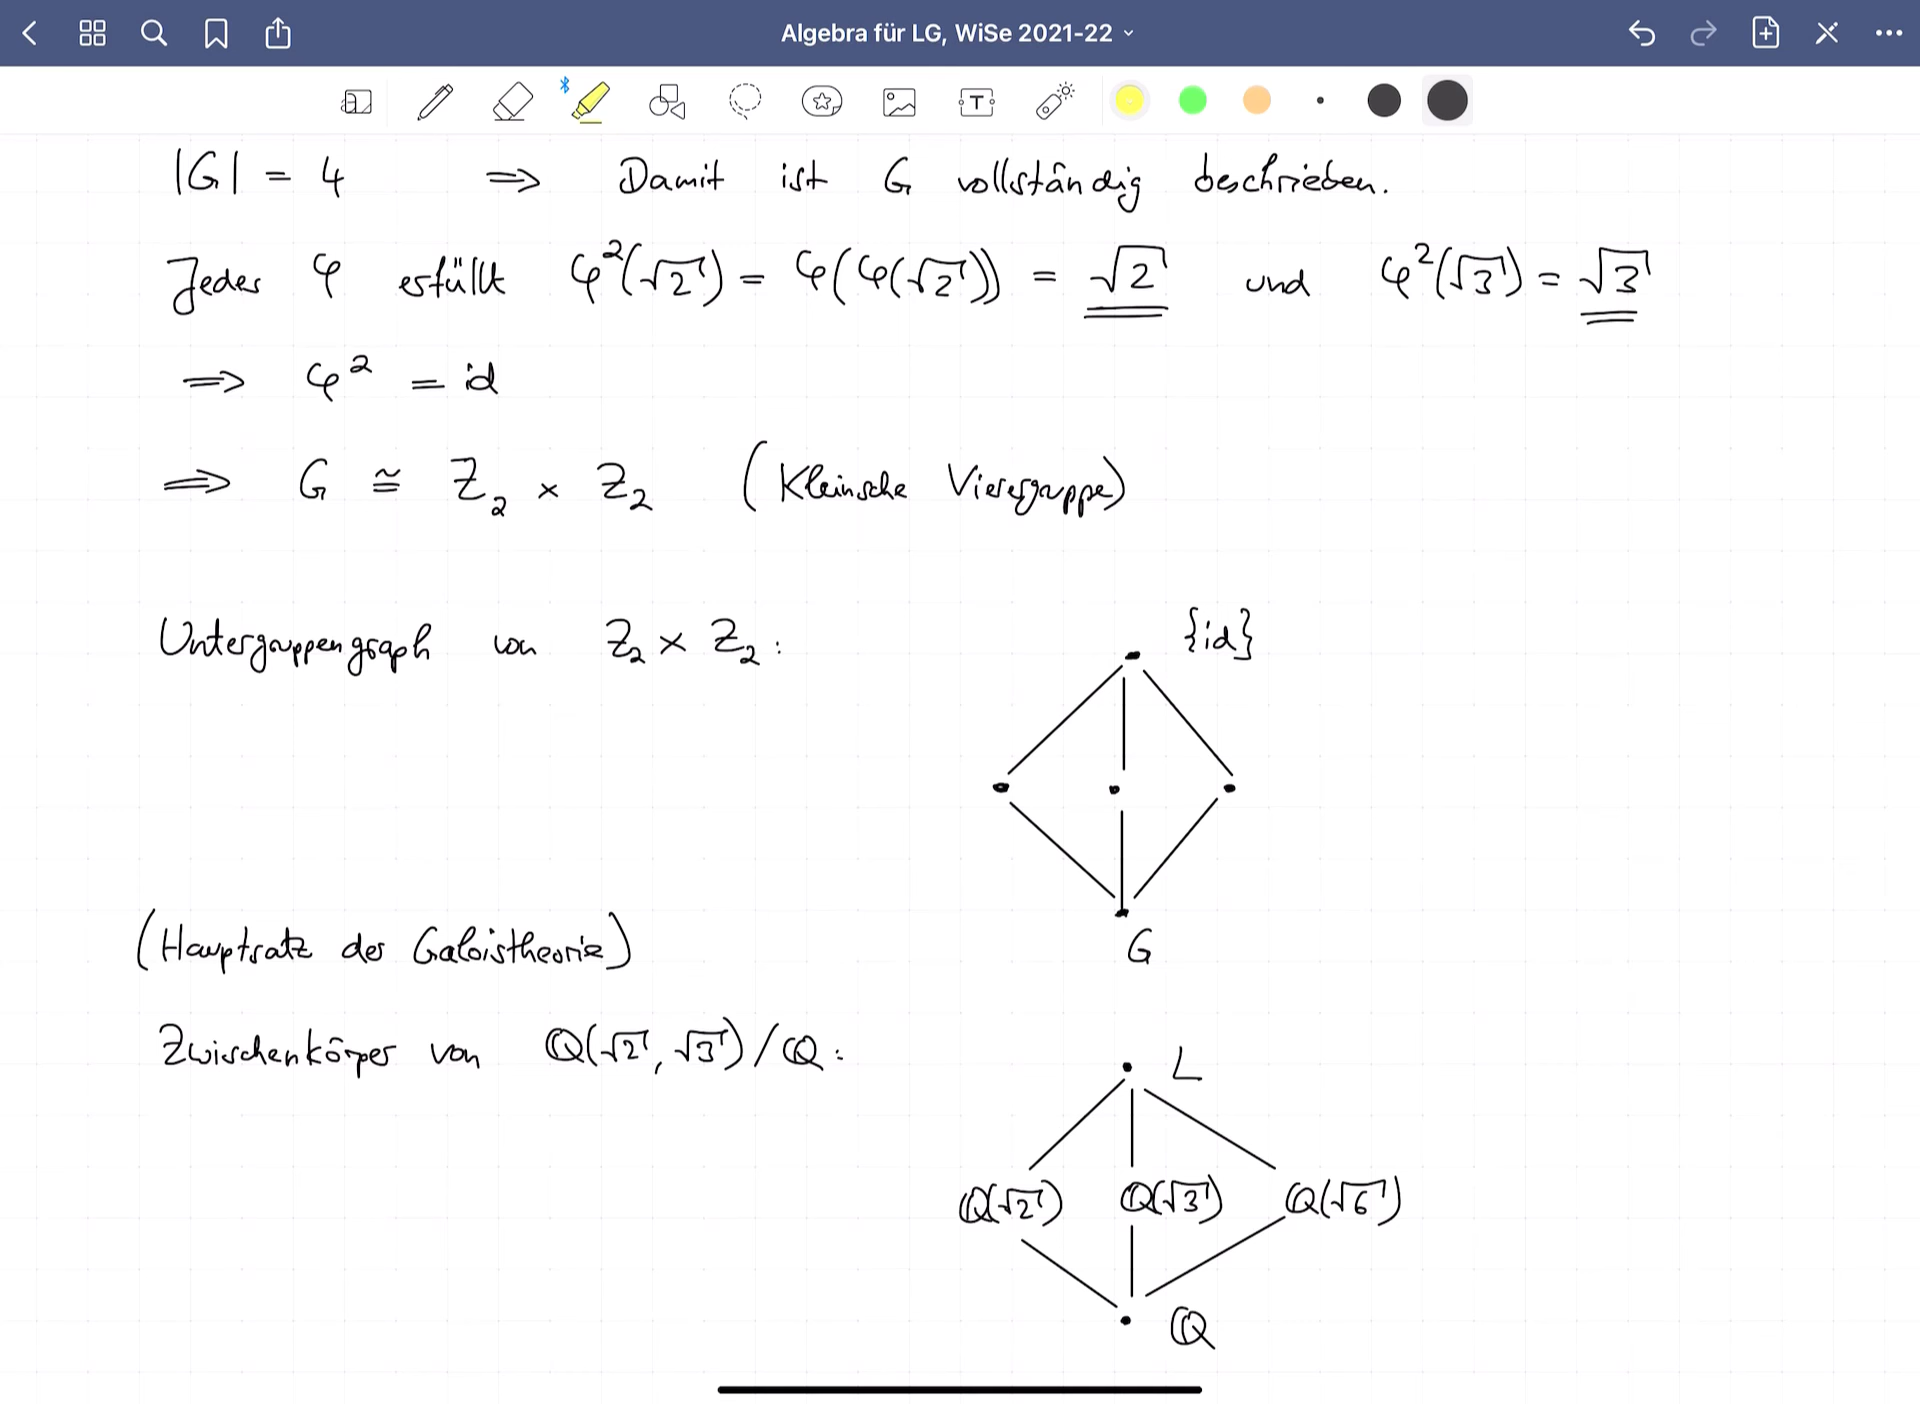 Algebra für LG, WiSe 2021-22
|G| = 4 ⟹ Damit ist G vollständig beschrieben.
Jedes φ erfüllt φ²(√2) = φ(φ(√2)) = √2 und φ²(√3) = √3
⟹ φ² = id
⟹ G ≅ Z₂ × Z₂ (Kleinsche Vierergruppe)
Untergruppengraph von Z₂ × Z₂:
{id}
G
(Hauptsatz der Galoistheorie)
Zwischenkörper von ℚ(√2, √3)/ℚ:
L
ℚ(√2) ℚ(√3) ℚ(√6)
ℚ